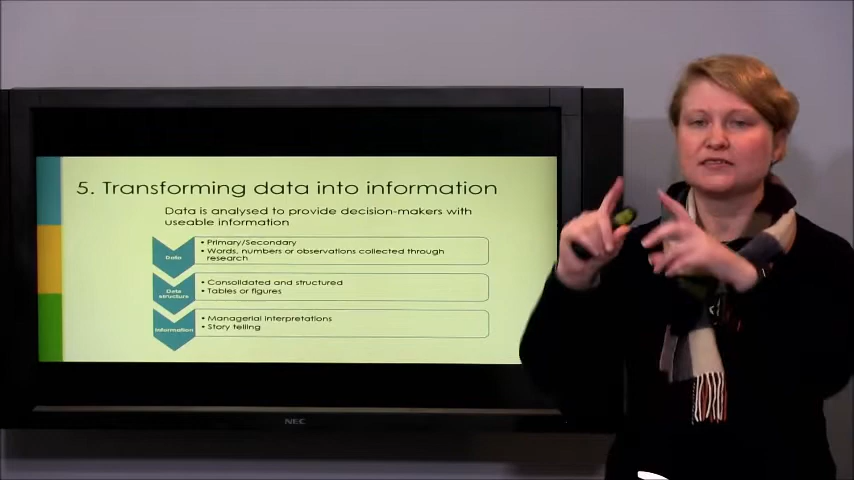 5. Transforming data into information
Data is analysed to provide decision-makers with
useable information
Data
• Primary/Secondary
• Words, numbers or observations collected through
research
Data
structure
• Consolidated and structured
• Tables or figures
Information
• Managerial interpretations
• Story telling
NEC